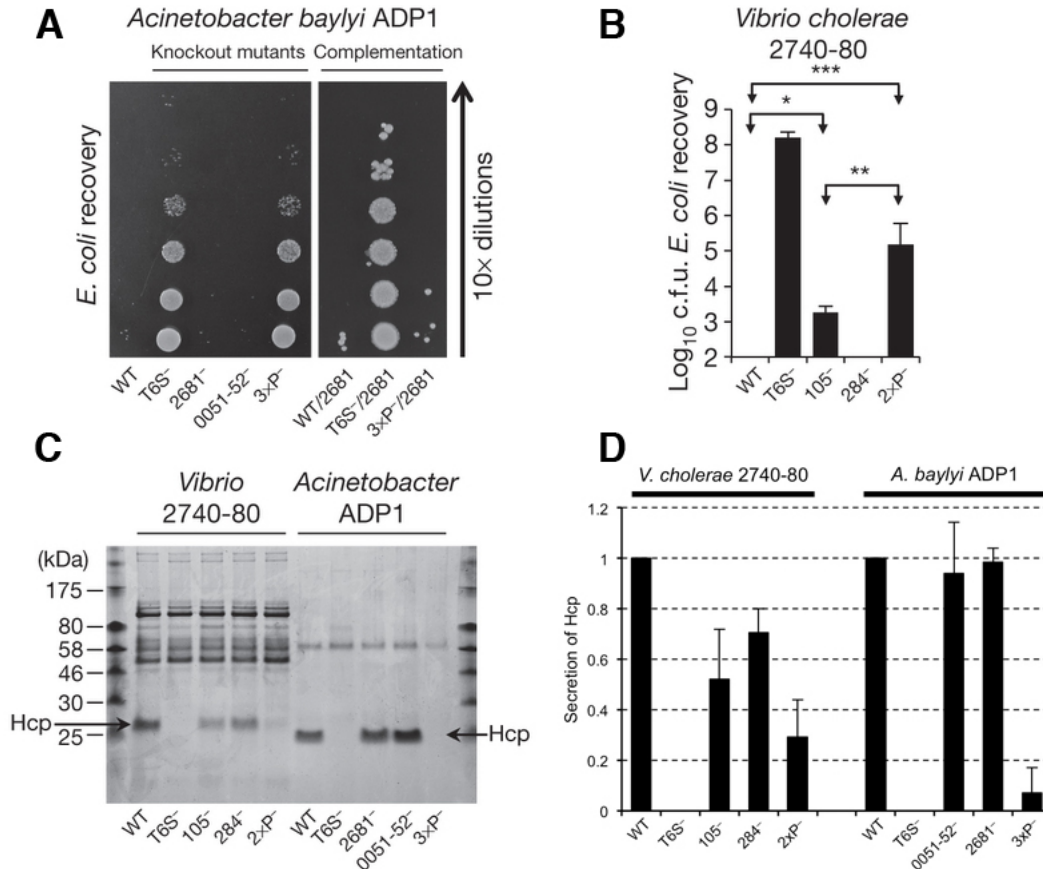 A
Acinetobacter baylyi ADP1
Knockout mutants Complementation
E. coli recovery
10× dilutions
WT
T6S⁻
2681⁻
0051-52⁻
3×P⁻
WT/2681
T6S⁻/2681
3×P⁻/2681
B
Vibrio cholerae
2740-80
***
*
**
Log₁₀ c.f.u. E. coli recovery
9
8
7
6
5
4
3
2
WT
T6S⁻
105⁻
284⁻
2×P⁻
C
Vibrio
2740-80
Acinetobacter
ADP1
(kDa)
175
80
58
46
30
25
Hcp
Hcp
WT
T6S⁻
105⁻
284⁻
2×P⁻
WT
T6S⁻
2681⁻
0051-52⁻
3×P⁻
D
V. cholerae 2740-80
A. baylyi ADP1
Secretion of Hcp
1.2
1
0.8
0.6
0.4
0.2
0
WT
T6S⁻
105⁻
284⁻
2xP⁻
WT
T6S⁻
0051-52⁻
2681⁻
3xP⁻